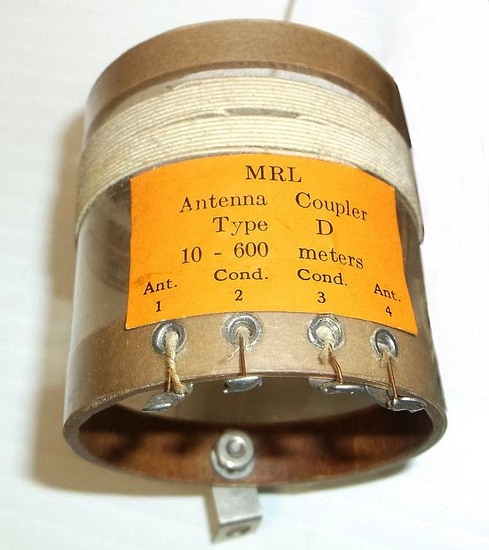 MRL
Antenna Coupler
Type D
10 - 600 meters
Ant. Cond. Cond. Ant.
1 2 3 4